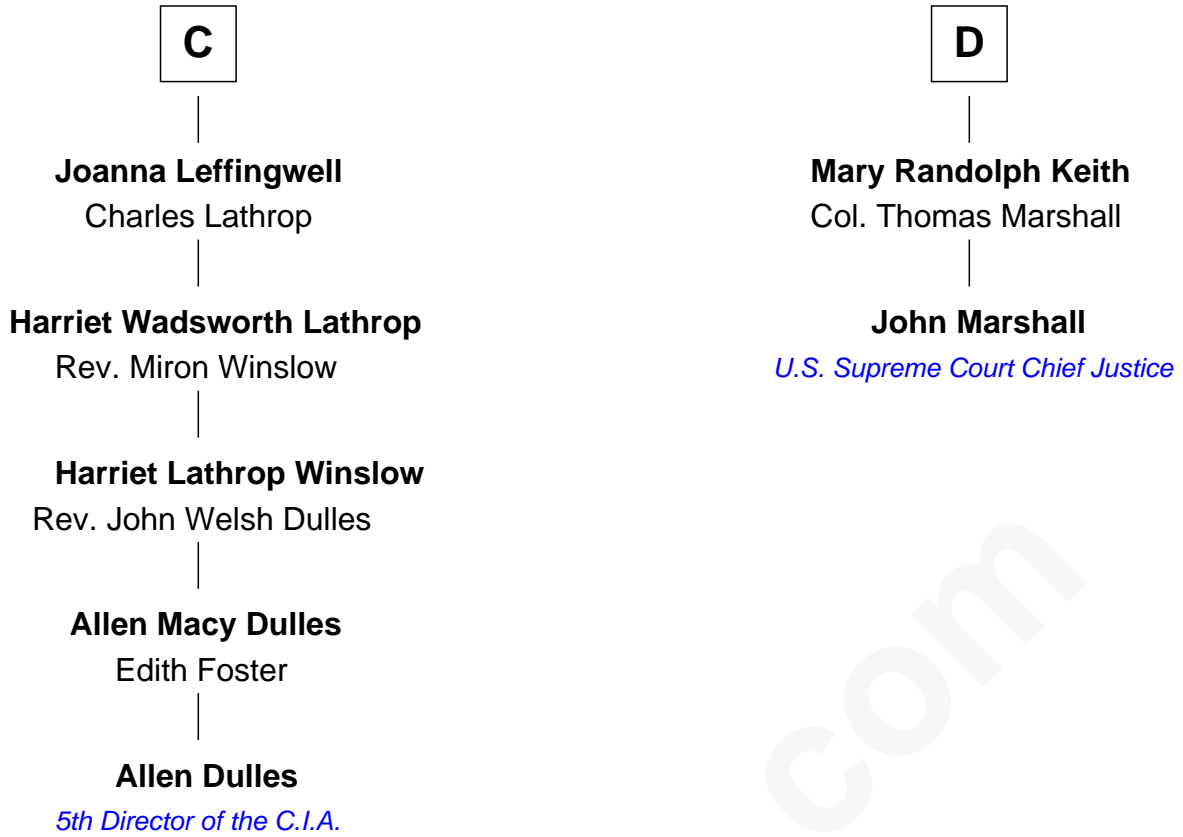 C
Joanna Leffingwell
Charles Lathrop
Harriet Wadsworth Lathrop
Rev. Miron Winslow
Harriet Lathrop Winslow
Rev. John Welsh Dulles
Allen Macy Dulles
Edith Foster
Allen Dulles
5th Director of the C.I.A.
D
Mary Randolph Keith
Col. Thomas Marshall
John Marshall
U.S. Supreme Court Chief Justice
com